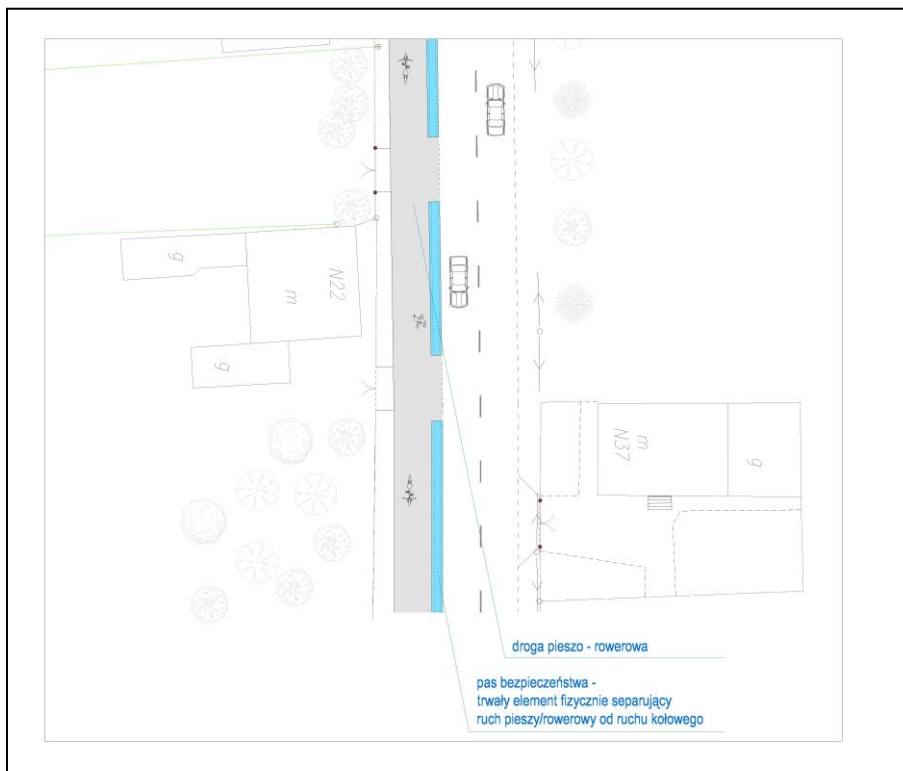 g
N22
m
g
m
N37
g
droga pieszo - rowerowa
pas bezpieczeństwa -
trwały element fizycznie separujący
ruch pieszy/rowerowy od ruchu kołowego